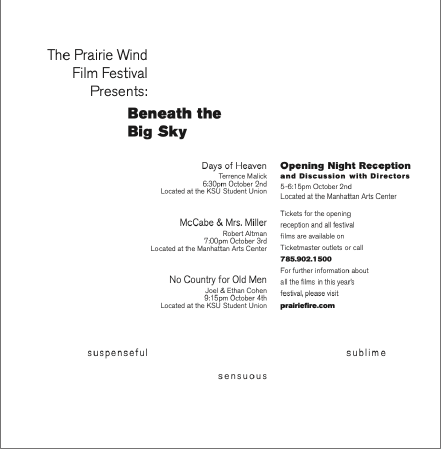 The Prairie Wind
Film Festival
Presents:
Beneath the
Big Sky
Days of Heaven
Terrence Malick
6:30pm October 2nd
Located at the KSU Student Union
McCabe & Mrs. Miller
Robert Altman
7:00pm October 3rd
Located at the Manhattan Arts Center
No Country for Old Men
Joel & Ethan Cohen
9:15pm October 4th
Located at the KSU Student Union
Opening Night Reception
and Discussion with Directors
5-6:15pm October 2nd
Located at the Manhattan Arts Center
Tickets for the opening
reception and all festival
films are available on
Ticketmaster outlets or call
785.902.1500
For further information about
all the films in this year's
festival, please visit
prairiefire.com
suspenseful
sublime
sensuous